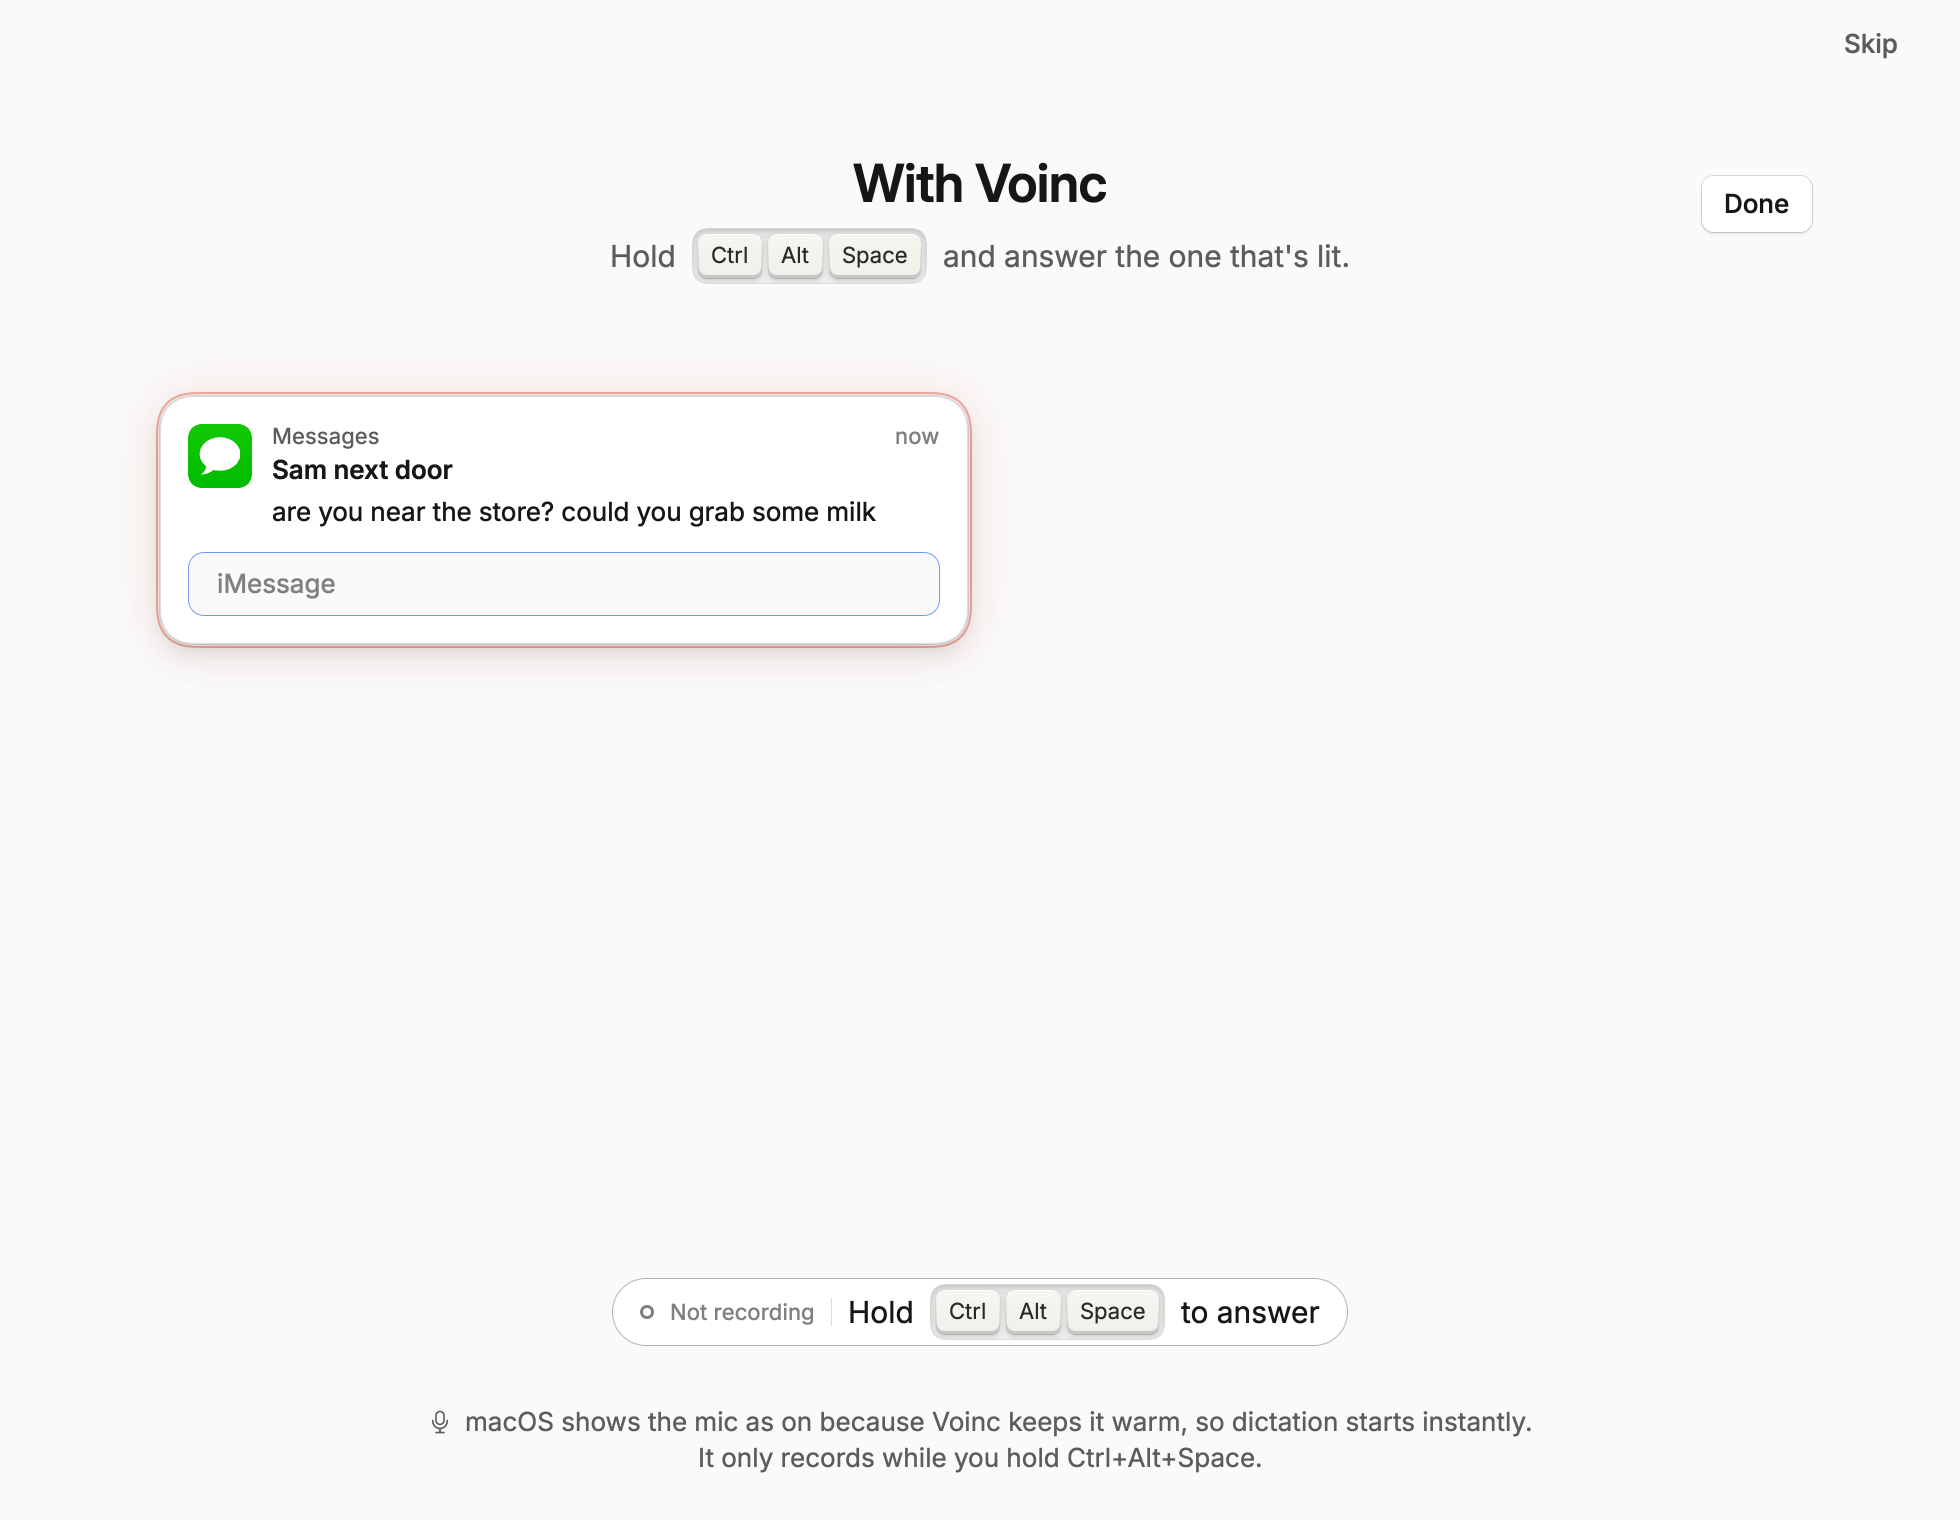 Skip
With Voinc
Done
Hold Ctrl Alt Space and answer the one that's lit.
Messages now
Sam next door
are you near the store? could you grab some milk
iMessage
Not recording Hold Ctrl Alt Space to answer
macOS shows the mic as on because Voinc keeps it warm, so dictation starts instantly.
It only records while you hold Ctrl+Alt+Space.